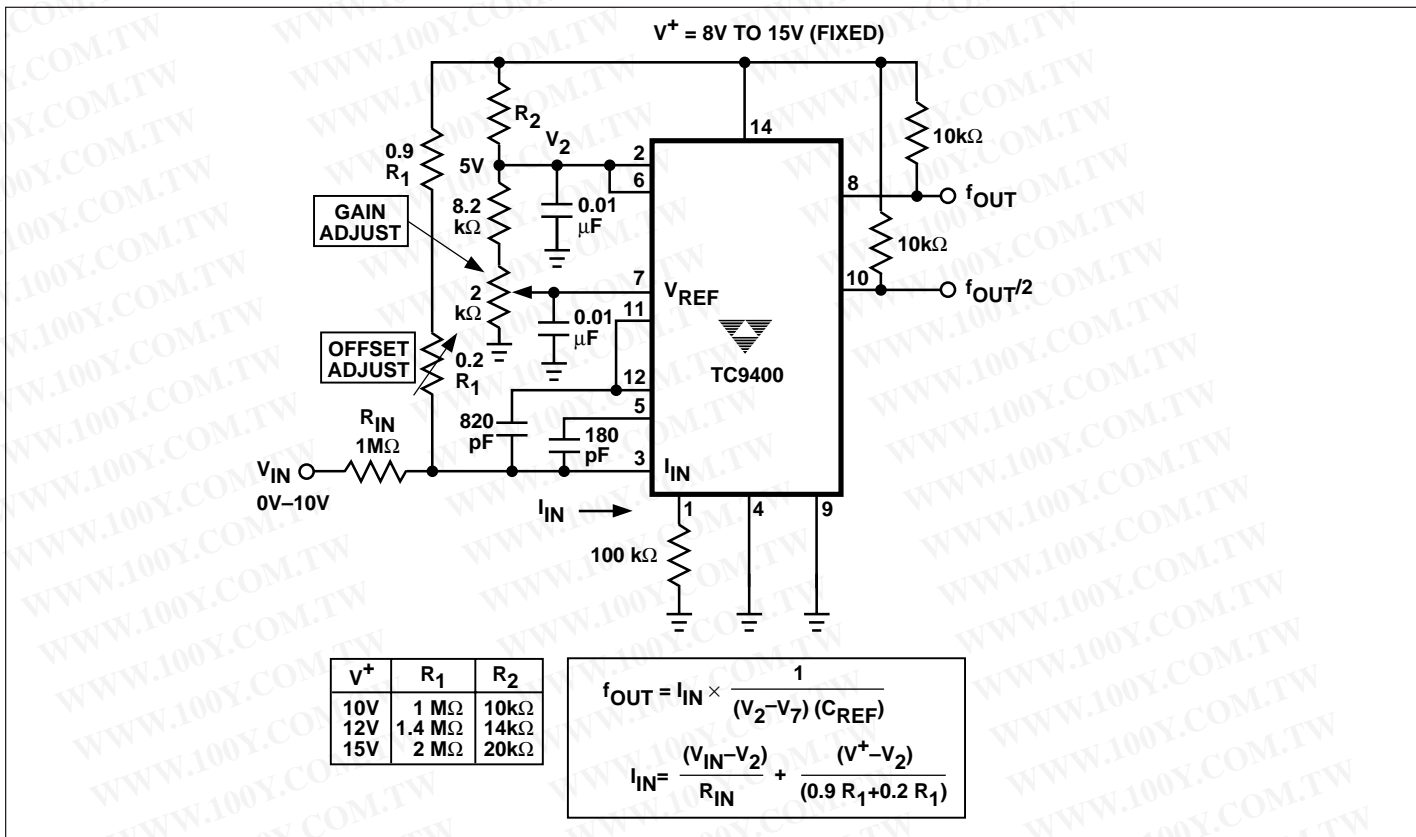 V+ = 8V TO 15V (FIXED)
R2
14
10kΩ
V2
0.9
R1
5V
2
6
8
fOUT
GAIN
ADJUST
8.2
kΩ
0.01
µF
10kΩ
2
kΩ
7
VREF
10
fOUT/2
11
0.01
µF
OFFSET
ADJUST
0.2
R1
TC9400
12
820
pF
5
180
pF
RIN
1MΩ
3
IIN
VIN
0V–10V
IIN
1
4
9
100 kΩ
V+ R1 R2
10V 1 MΩ 10kΩ
12V 1.4 MΩ 14kΩ
15V 2 MΩ 20kΩ
fOUT = IIN × 1 / (V2–V7) (CREF)
IIN= (VIN–V2) / RIN + (V+–V2) / (0.9 R1+0.2 R1)
WWW.100Y.COM.TW